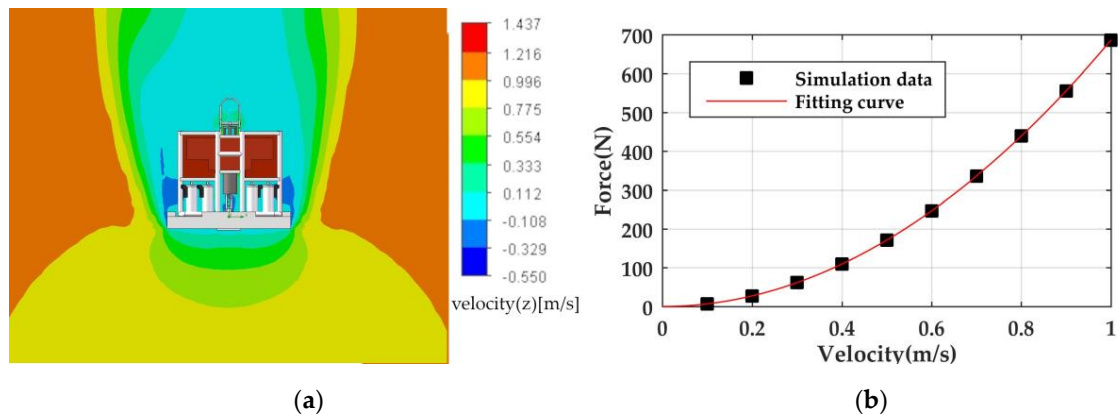 1.437
1.216
0.996
0.775
0.554
0.333
0.112
-0.108
-0.329
-0.550
velocity(z)[m/s]
(a)
700
600
500
400
300
200
100
0
Force(N)
Simulation data
Fitting curve
0 0.2 0.4 0.6 0.8 1
Velocity(m/s)
(b)